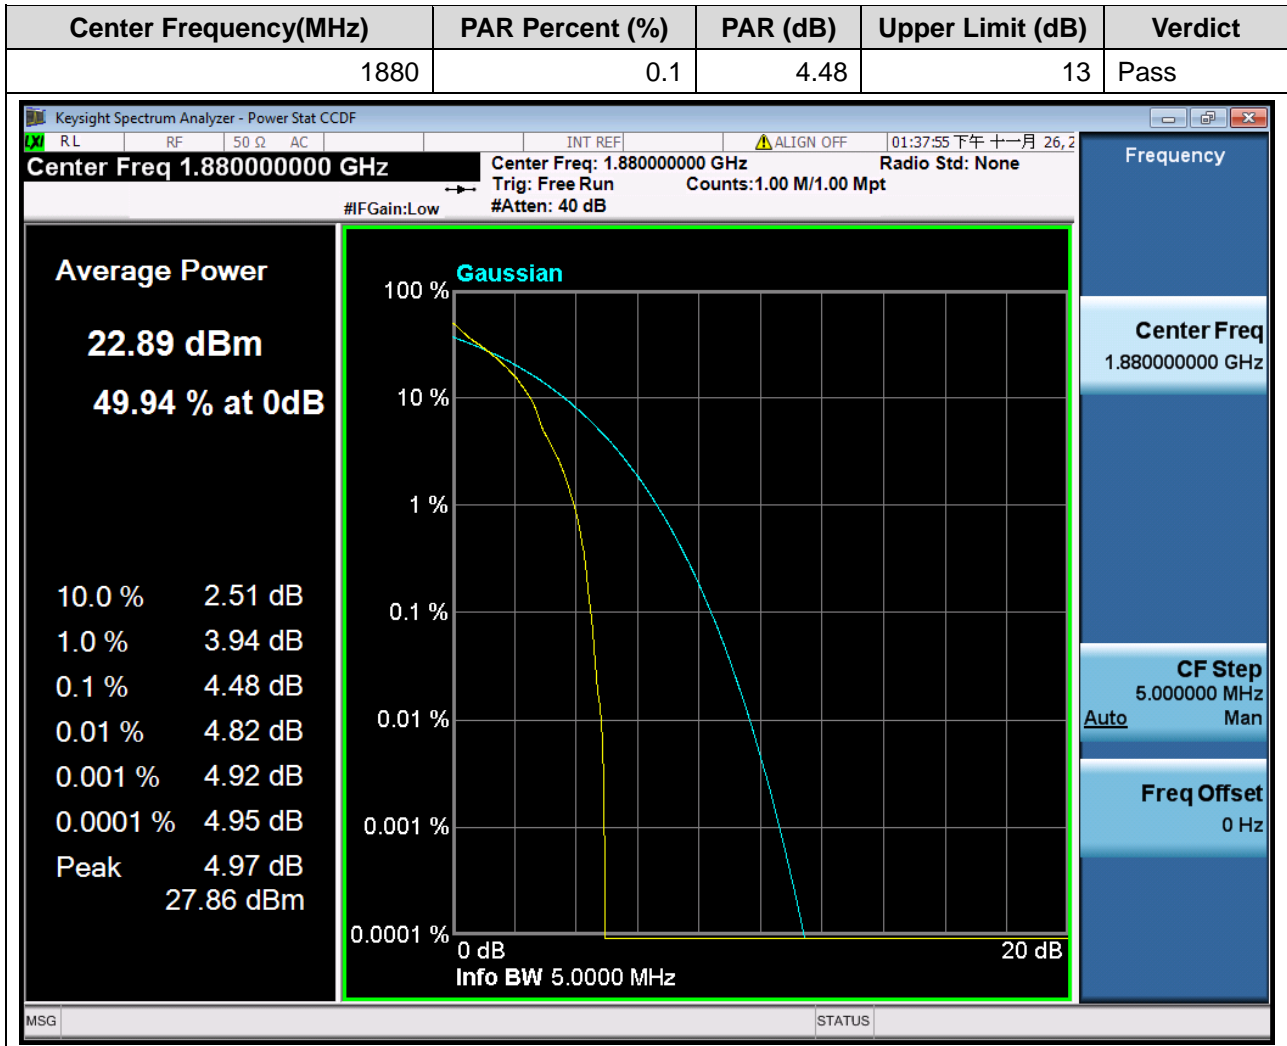 Center Frequency(MHz) PAR Percent (%) PAR (dB) Upper Limit (dB) Verdict
1880 0.1 4.48 13 Pass
Keysight Spectrum Analyzer - Power Stat CCDF
LXI RL RF 50 Ω AC INT REF ALIGN OFF 01:37:55 下午 十一月 26, 2
Center Freq 1.880000000 GHz
Center Freq: 1.880000000 GHz Radio Std: None
Trig: Free Run Counts:1.00 M/1.00 Mpt
#IFGain:Low #Atten: 40 dB
Average Power
22.89 dBm
49.94 % at 0dB
10.0 % 2.51 dB
1.0 % 3.94 dB
0.1 % 4.48 dB
0.01 % 4.82 dB
0.001 % 4.92 dB
0.0001 % 4.95 dB
Peak 4.97 dB
27.86 dBm
Gaussian
100 %
10 %
1 %
0.1 %
0.01 %
0.001 %
0.0001 %
0 dB 20 dB
Info BW 5.0000 MHz
Frequency
Center Freq
1.880000000 GHz
CF Step
5.000000 MHz
Auto Man
Freq Offset
0 Hz
MSG STATUS